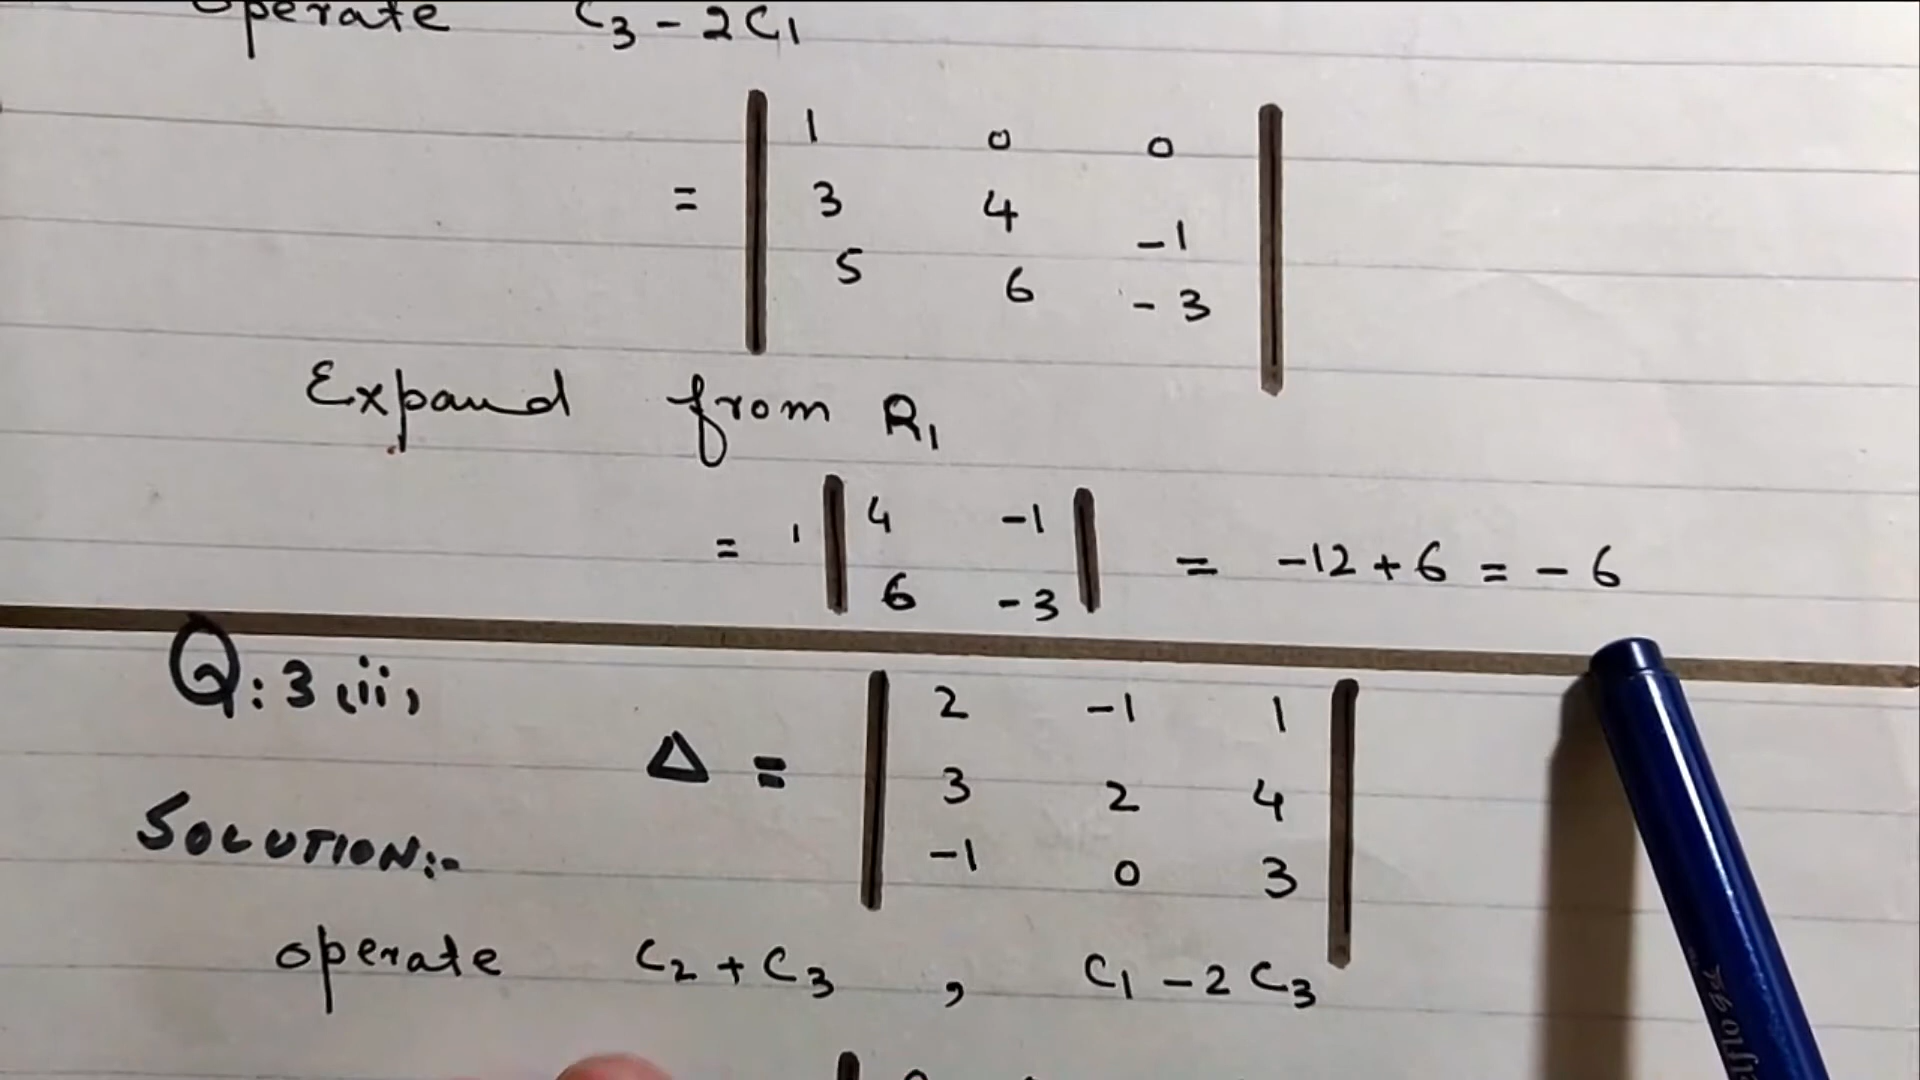 operate C3 - 2C1
1 0 0
= 3 4 -1
5 6 -3
Expand from R1
= 1 | 4 -1 | = -12 + 6 = -6
6 -3
Q:3 (ii)
Δ = | 2 -1 1 |
3 2 4
-1 0 3
SOLUTION:-
operate C2 + C3 , C1 - 2C3